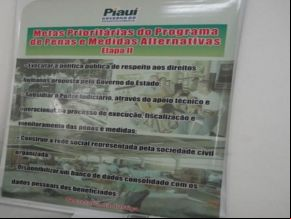 Piauí
GOVERNO DO
Metas Prioritárias do Programa
de Penas e Medidas Alternativas
Etapa II
Executar a política pública de respeito aos direitos
humanos proposta pelo Governo do Estado;
Subsidiar o Poder Judiciário, através do apoio técnico e
operacional, no processo de execução, fiscalização e
monitoramento das penas e medidas;
Construir a rede social representada pela sociedade civil
organizada;
Disponibilizar um banco de dados consolidado com os
dados pessoais dos beneficiados